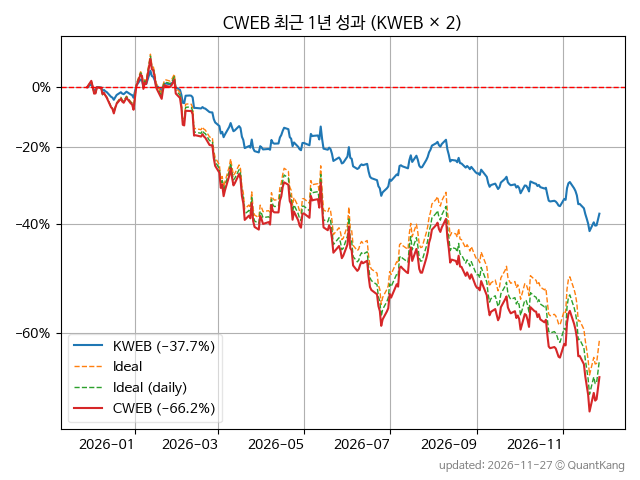 CWEB 최근 1년 성과 (KWEB × 2)
0%
−20%
−40%
−60%
KWEB (−37.7%)
Ideal
Ideal (daily)
CWEB (−66.2%)
2026-01 2026-03 2026-05 2026-07 2026-09 2026-11
updated: 2026-11-27 © QuantKang